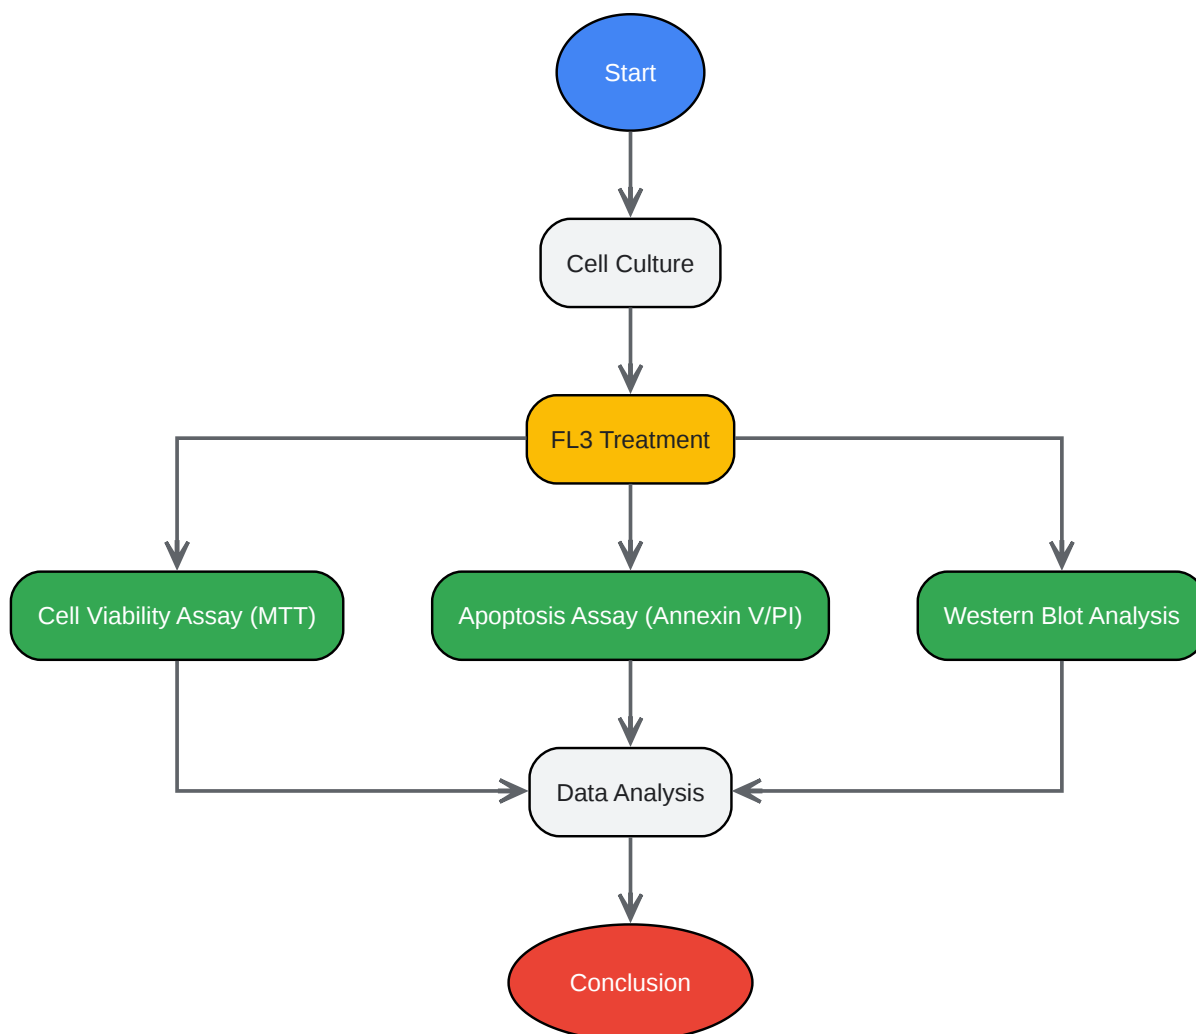 Start
Cell Culture
FL3 Treatment
Cell Viability Assay (MTT)
Apoptosis Assay (Annexin V/PI)
Western Blot Analysis
Data Analysis
Conclusion